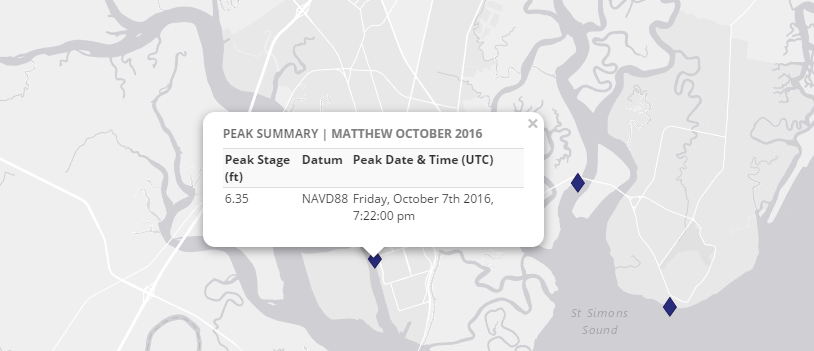 ×
PEAK SUMMARY | MATTHEW OCTOBER 2016
Peak Stage (ft) Datum Peak Date & Time (UTC)
6.35 NAVD88 Friday, October 7th 2016, 7:22:00 pm
St Simons
Sound